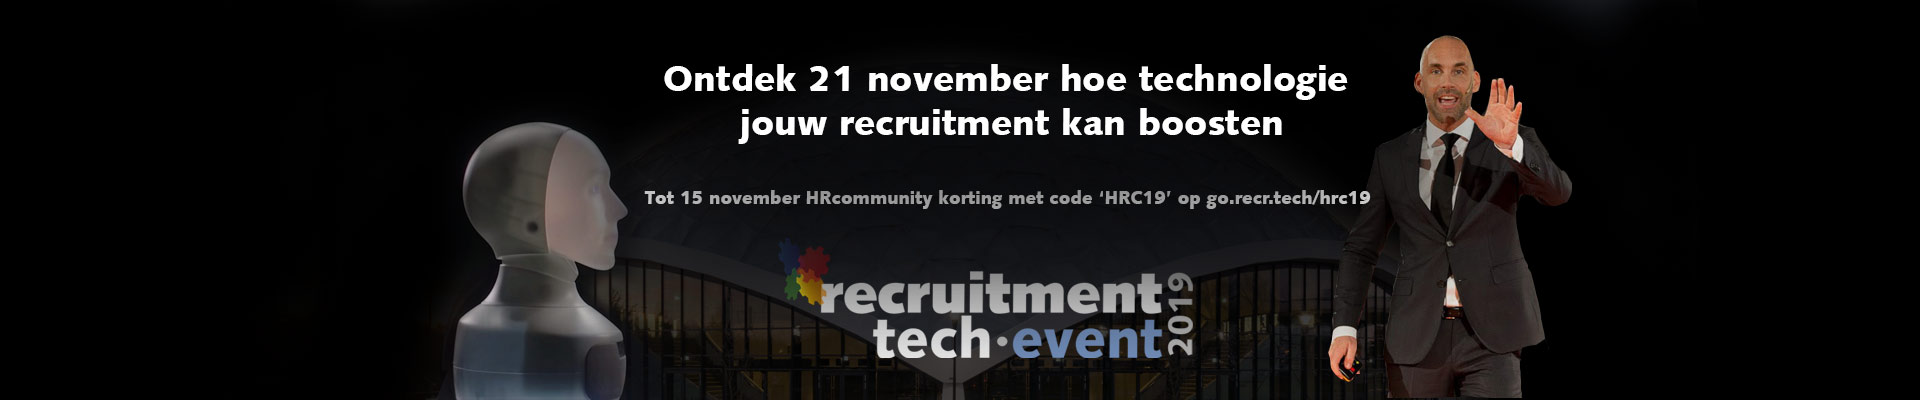 Ontdek 21 november hoe technologie
jouw recruitment kan boosten
Tot 15 november HRcommunity korting met code ‘HRC19’ op go.recr.tech/hrc19
recruitment
tech·event
2019